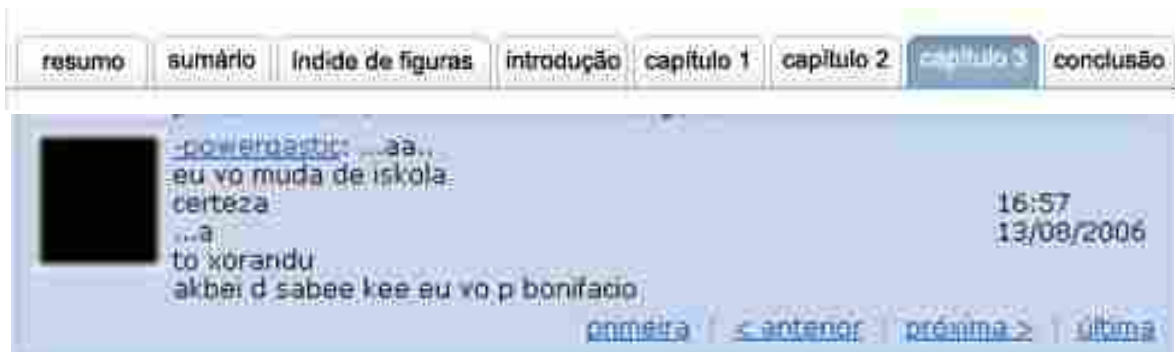 resumo sumário índide de figuras introdução capítulo 1 capítulo 2 capítulo 3 conclusão
-powergastic: ...aa..
eu vo muda de iskola
certeza 16:57
...a 13/08/2006
to xorandu
akbei d sabee kee eu vo p bonifacio
primeira | < anterior | próxima > | última